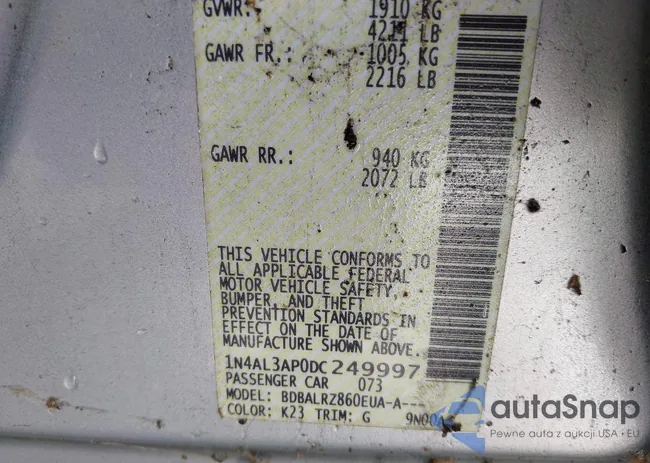 GVWR: 1910 KG
4211 LB
GAWR FR.: 1005 KG
2216 LB
GAWR RR.: 940 KG
2072 LB
THIS VEHICLE CONFORMS TO
ALL APPLICABLE FEDERAL
MOTOR VEHICLE SAFETY,
BUMPER, AND THEFT
PREVENTION STANDARDS IN
EFFECT ON THE DATE OF
MANUFACTURE SHOWN ABOVE.
1N4AL3AP0DC249997
PASSENGER CAR 073
MODEL: BDBALRZ860EUA-A---
COLOR: K23 TRIM: G
autoSnap
Pewne auta z aukcji USA • EU